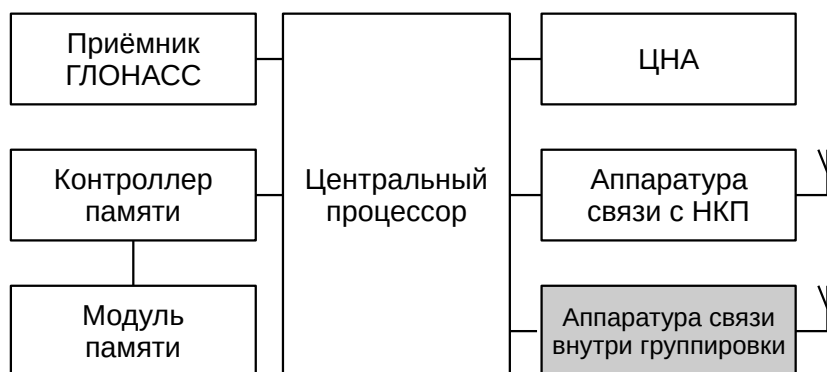 Приёмник
ГЛОНАСС
ЦНА
Контроллер
памяти
Центральный
процессор
Аппаратура
связи с НКП
Модуль
памяти
Аппаратура связи
внутри группировки